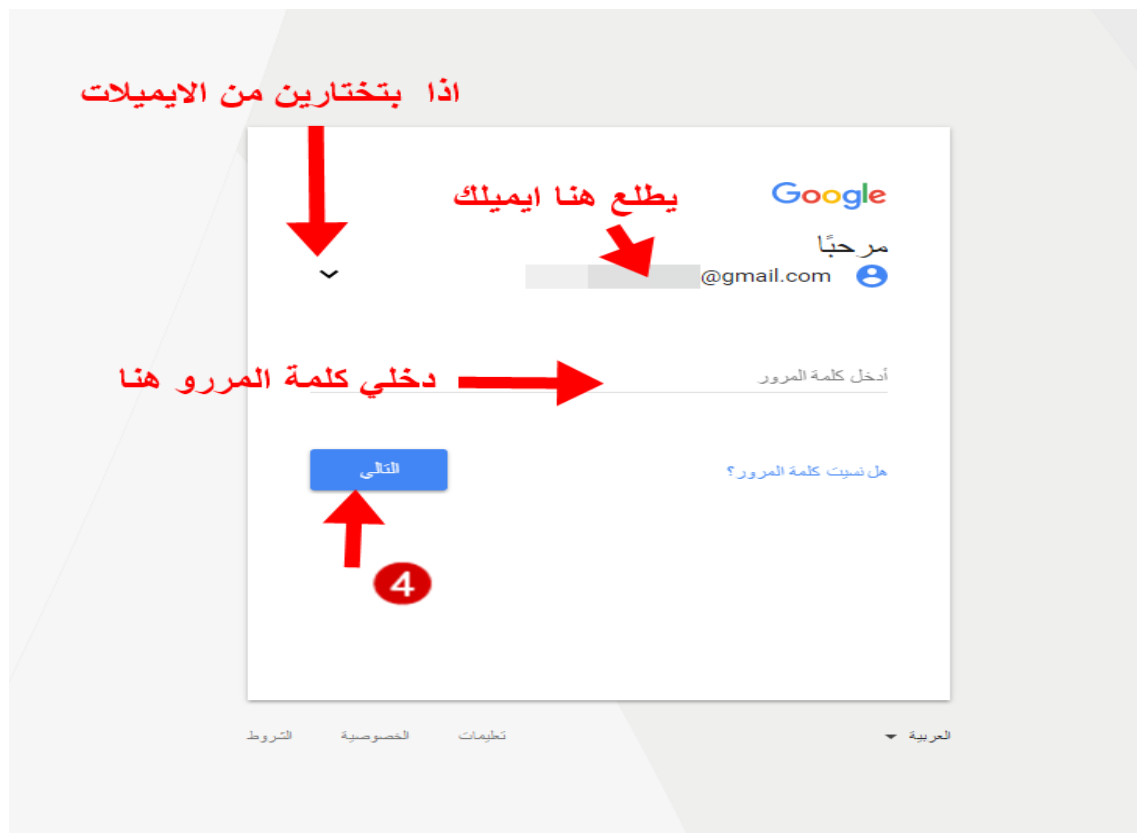 اذا بتختارين من الايميلات
Google
يطلع هنا ايميلك
مرحبًا
@gmail.com
أدخل كلمة المرور
دخلي كلمة المررو هنا
هل نسيت كلمة المرور؟
التالي
4
العربية
تعليمات
الخصوصية
الشروط